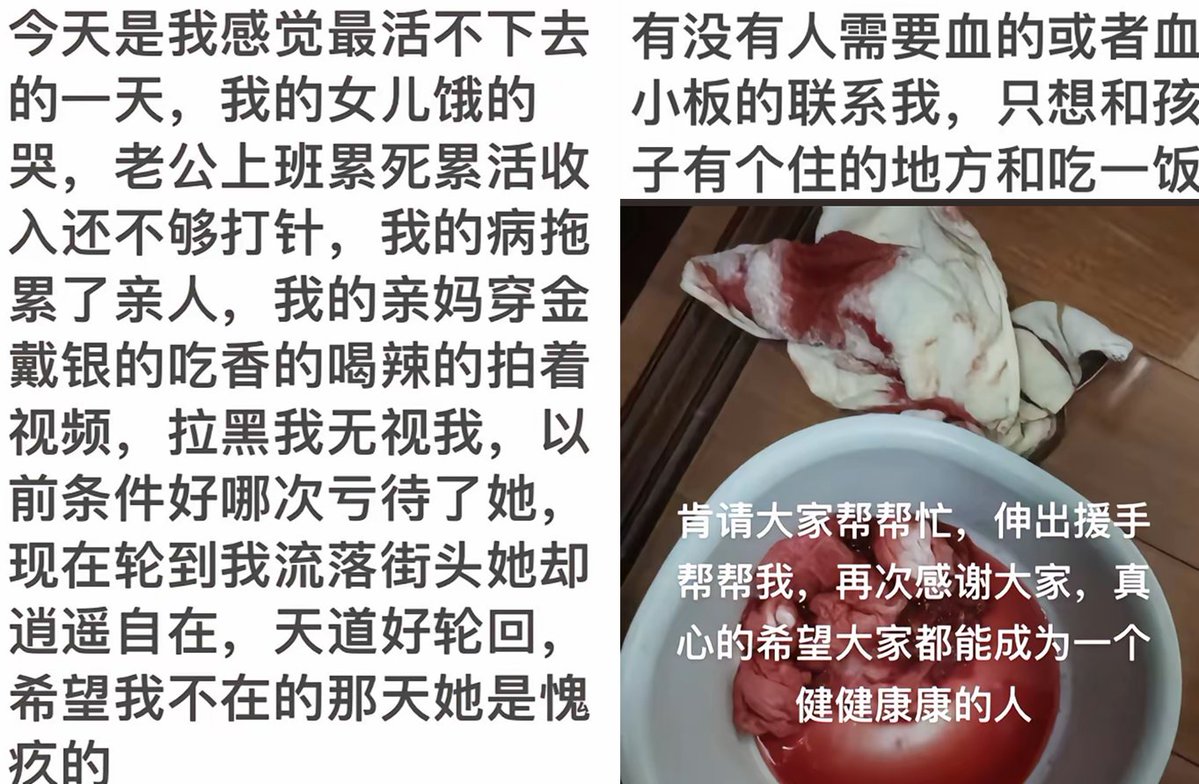 今天是我感觉最活不下去
的一天，我的女儿饿的
哭，老公上班累死累活收
入还不够打针，我的病拖
累了亲人，我的亲妈穿金
戴银的吃香的喝辣的拍着
视频，拉黑我无视我，以
前条件好哪次亏待了她，
现在轮到我流落街头她却
逍遥自在，天道好轮回，
希望我不在的那天她是愧
疚的
有没有人需要血的或者血
小板的联系我，只想和孩
子有个住的地方和吃一饭
肯请大家帮帮忙，伸出援手
帮帮我，再次感谢大家，真
心的希望大家都能成为一个
健健康康的人